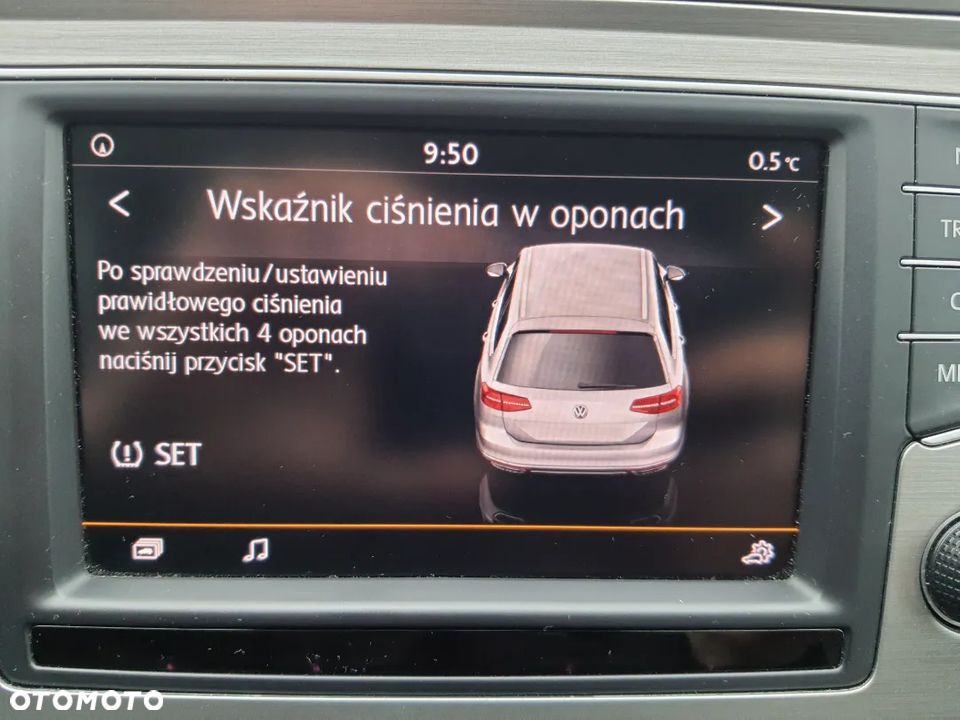 9:50
0.5°C
< Wskaźnik ciśnienia w oponach >
Po sprawdzeniu/ustawieniu
prawidłowego ciśnienia
we wszystkich 4 oponach
naciśnij przycisk "SET".
SET
OTOMOTO